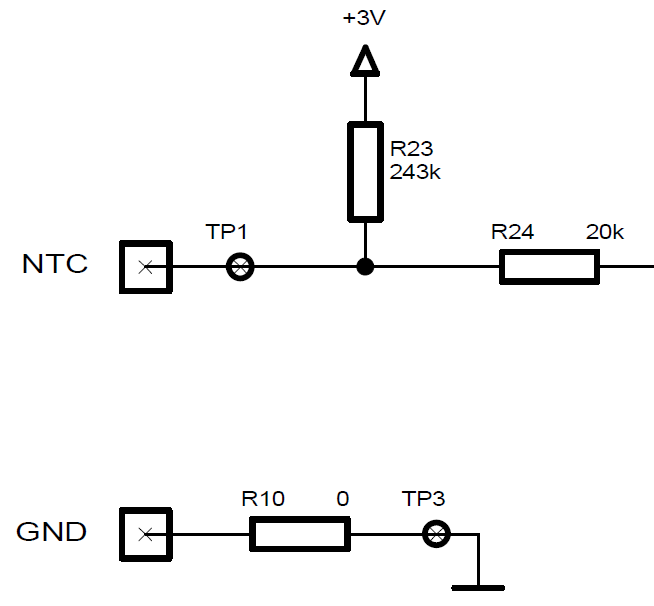 +3V
R23
243k
TP1
R24 20k
NTC
R10 0 TP3
GND